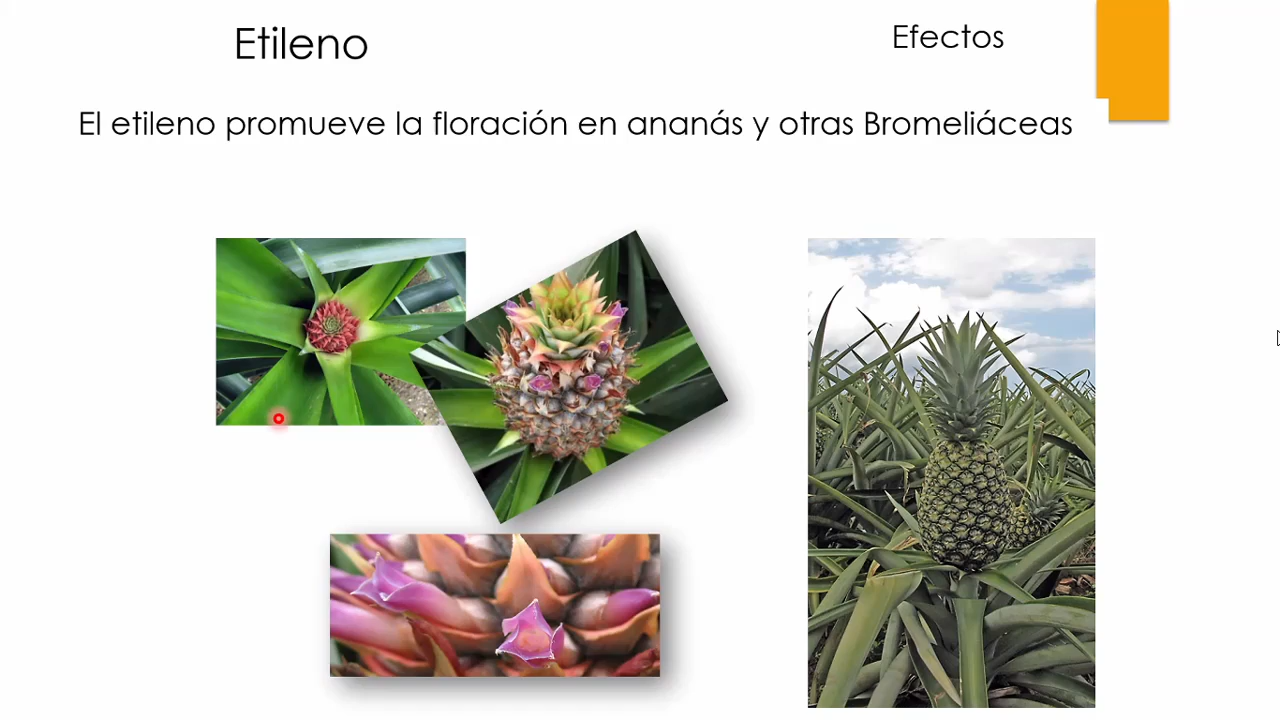 Etileno
Efectos
El etileno promueve la floración en ananás y otras Bromeliáceas